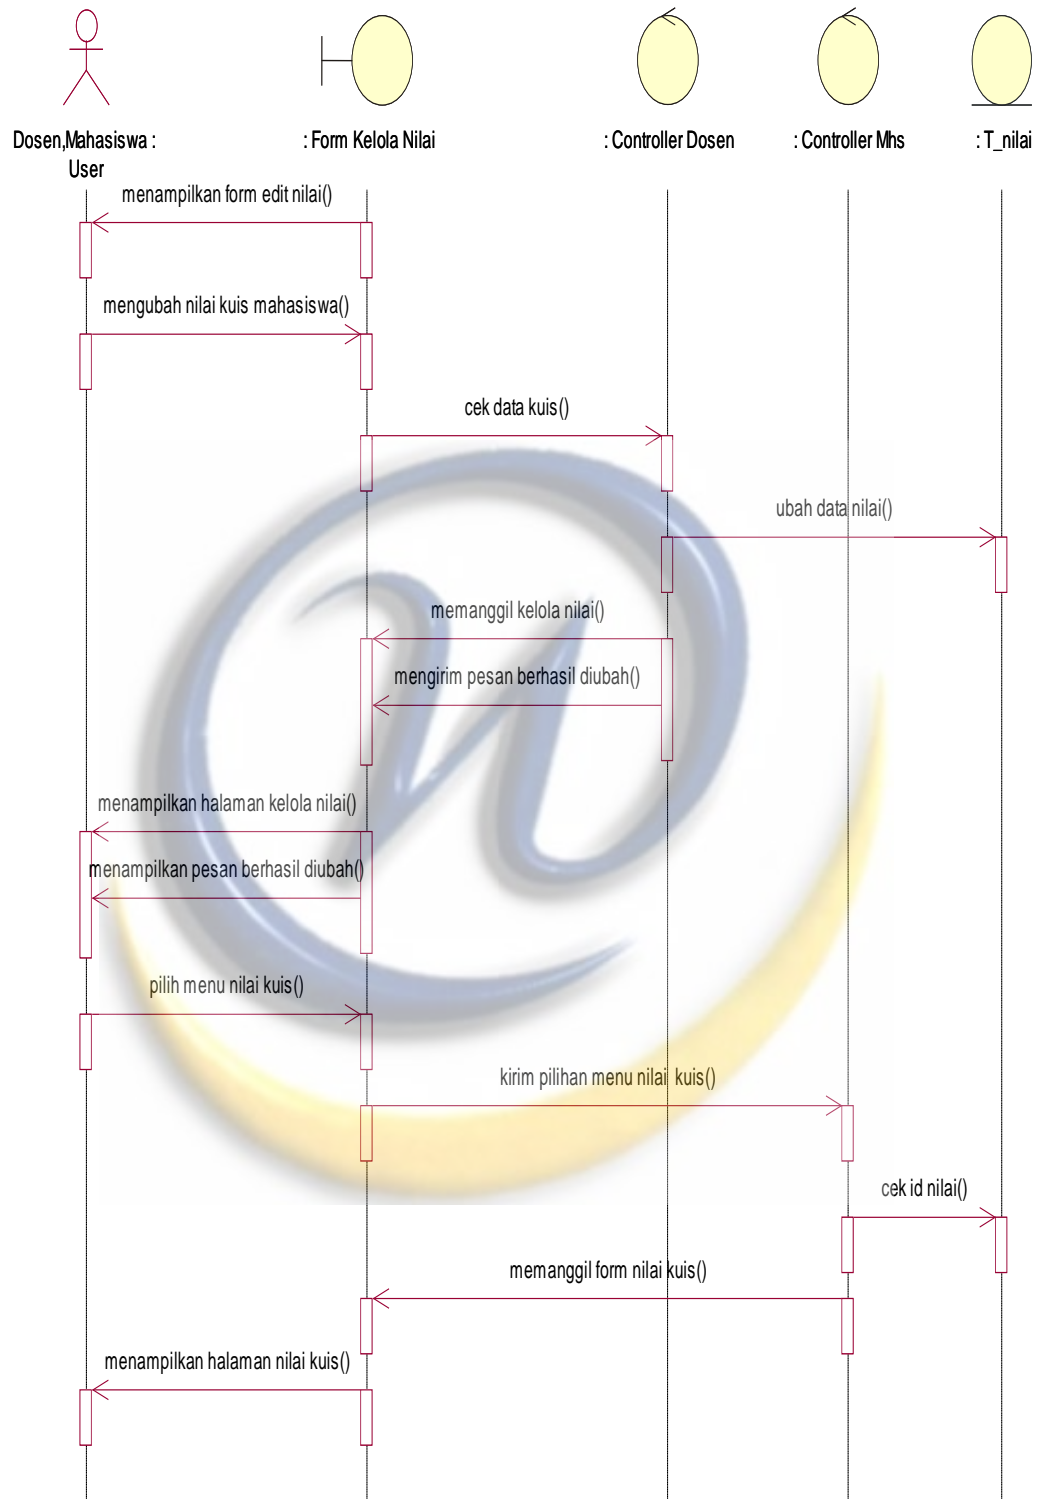 Dosen,Mahasiswa :
User
: Form Kelola Nilai
: Controller Dosen
: Controller Mhs
: T_nilai
menampilkan form edit nilai()
mengubah nilai kuis mahasiswa()
cek data kuis()
ubah data nilai()
memanggil kelola nilai()
mengirim pesan berhasil diubah()
menampilkan halaman kelola nilai()
menampilkan pesan berhasil diubah()
pilih menu nilai kuis()
kirim pilihan menu nilai kuis()
cek id nilai()
memanggil form nilai kuis()
menampilkan halaman nilai kuis()